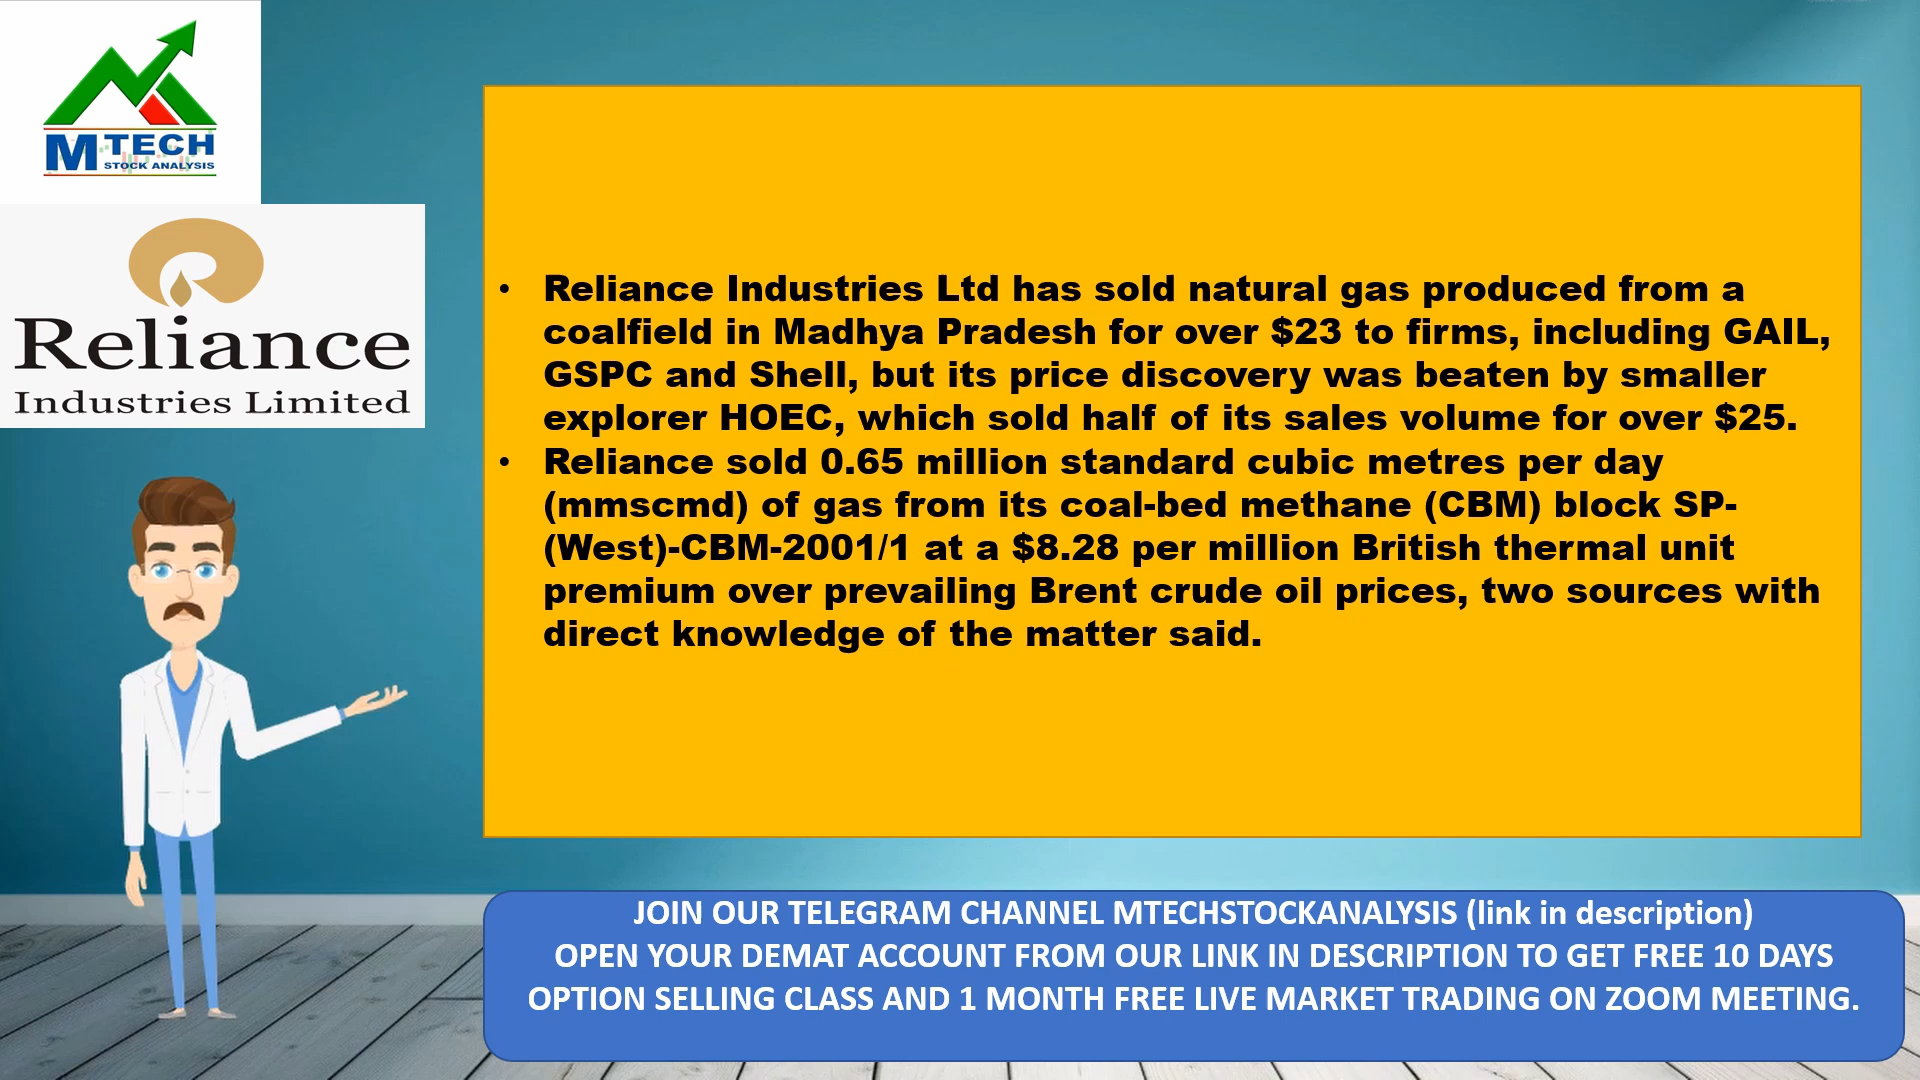 M TECH
STOCK ANALYSIS
Reliance
Industries Limited
• Reliance Industries Ltd has sold natural gas produced from a
coalfield in Madhya Pradesh for over $23 to firms, including GAIL,
GSPC and Shell, but its price discovery was beaten by smaller
explorer HOEC, which sold half of its sales volume for over $25.
• Reliance sold 0.65 million standard cubic metres per day
(mmscmd) of gas from its coal-bed methane (CBM) block SP-
(West)-CBM-2001/1 at a $8.28 per million British thermal unit
premium over prevailing Brent crude oil prices, two sources with
direct knowledge of the matter said.
JOIN OUR TELEGRAM CHANNEL MTECHSTOCKANALYSIS (link in description)
OPEN YOUR DEMAT ACCOUNT FROM OUR LINK IN DESCRIPTION TO GET FREE 10 DAYS
OPTION SELLING CLASS AND 1 MONTH FREE LIVE MARKET TRADING ON ZOOM MEETING.